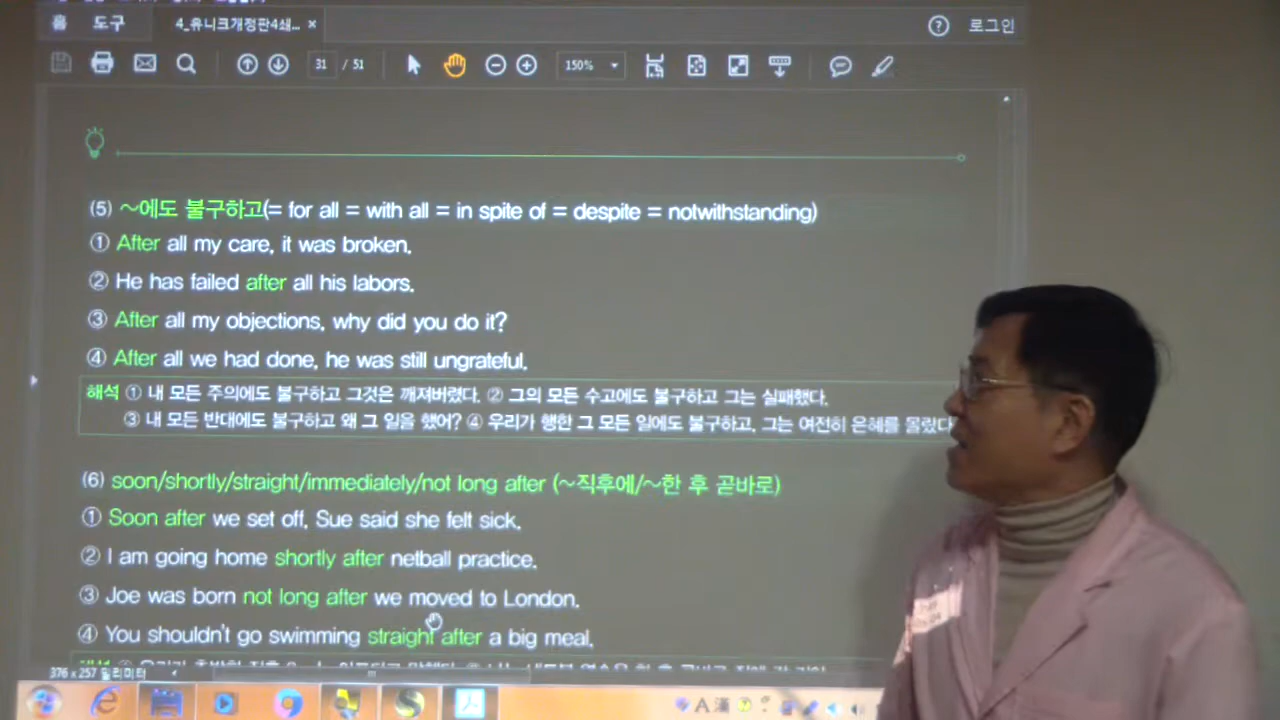 홈 도구 4_유니크개정판4쇄... × ? 로그인
31 / 51 150%
(5) ~에도 불구하고(= for all = with all = in spite of = despite = notwithstanding)
① After all my care, it was broken.
② He has failed after all his labors.
③ After all my objections, why did you do it?
④ After all we had done, he was still ungrateful.
해석 ① 내 모든 주의에도 불구하고 그것은 깨져버렸다. ② 그의 모든 수고에도 불구하고 그는 실패했다.
③ 내 모든 반대에도 불구하고 왜 그 일을 했어? ④ 우리가 행한 그 모든 일에도 불구하고, 그는 여전히 은혜를 몰랐다
(6) soon/shortly/straight/immediately/not long after (~직후에/~한 후 곧바로)
① Soon after we set off, Sue said she felt sick.
② I am going home shortly after netball practice.
③ Joe was born not long after we moved to London.
④ You shouldn't go swimming straight after a big meal.
376 x 257 밀리미터
A 漢